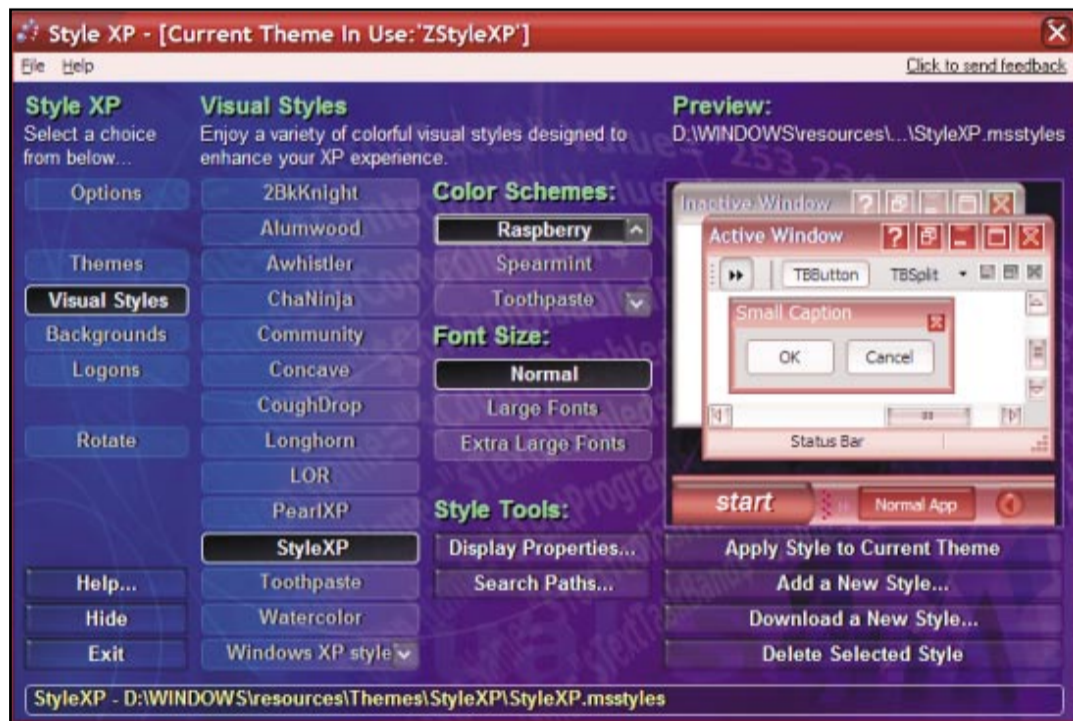 Style XP - [Current Theme In Use:'ZStyleXP']
File Help
Click to send feedback
Style XP
Select a choice
from below...
Options
Themes
Visual Styles
Backgrounds
Logons
Rotate
Help...
Hide
Exit
Visual Styles
Enjoy a variety of colorful visual styles designed to
enhance your XP experience.
2BkKnight
Alumwood
Awhistler
ChaNinja
Community
Concave
CoughDrop
Longhorn
LOR
PearlXP
StyleXP
Toothpaste
Watercolor
Windows XP style
Color Schemes:
Raspberry
Spearmint
Toothpaste
Font Size:
Normal
Large Fonts
Extra Large Fonts
Style Tools:
Display Properties...
Search Paths...
Preview:
D:\WINDOWS\resources\...\StyleXP.msstyles
Inactive Window
Active Window
TBButton TBSplit
Small Caption
OK Cancel
Status Bar
start Normal App
Apply Style to Current Theme
Add a New Style...
Download a New Style...
Delete Selected Style
StyleXP - D:\WINDOWS\resources\Themes\StyleXP\StyleXP.msstyles